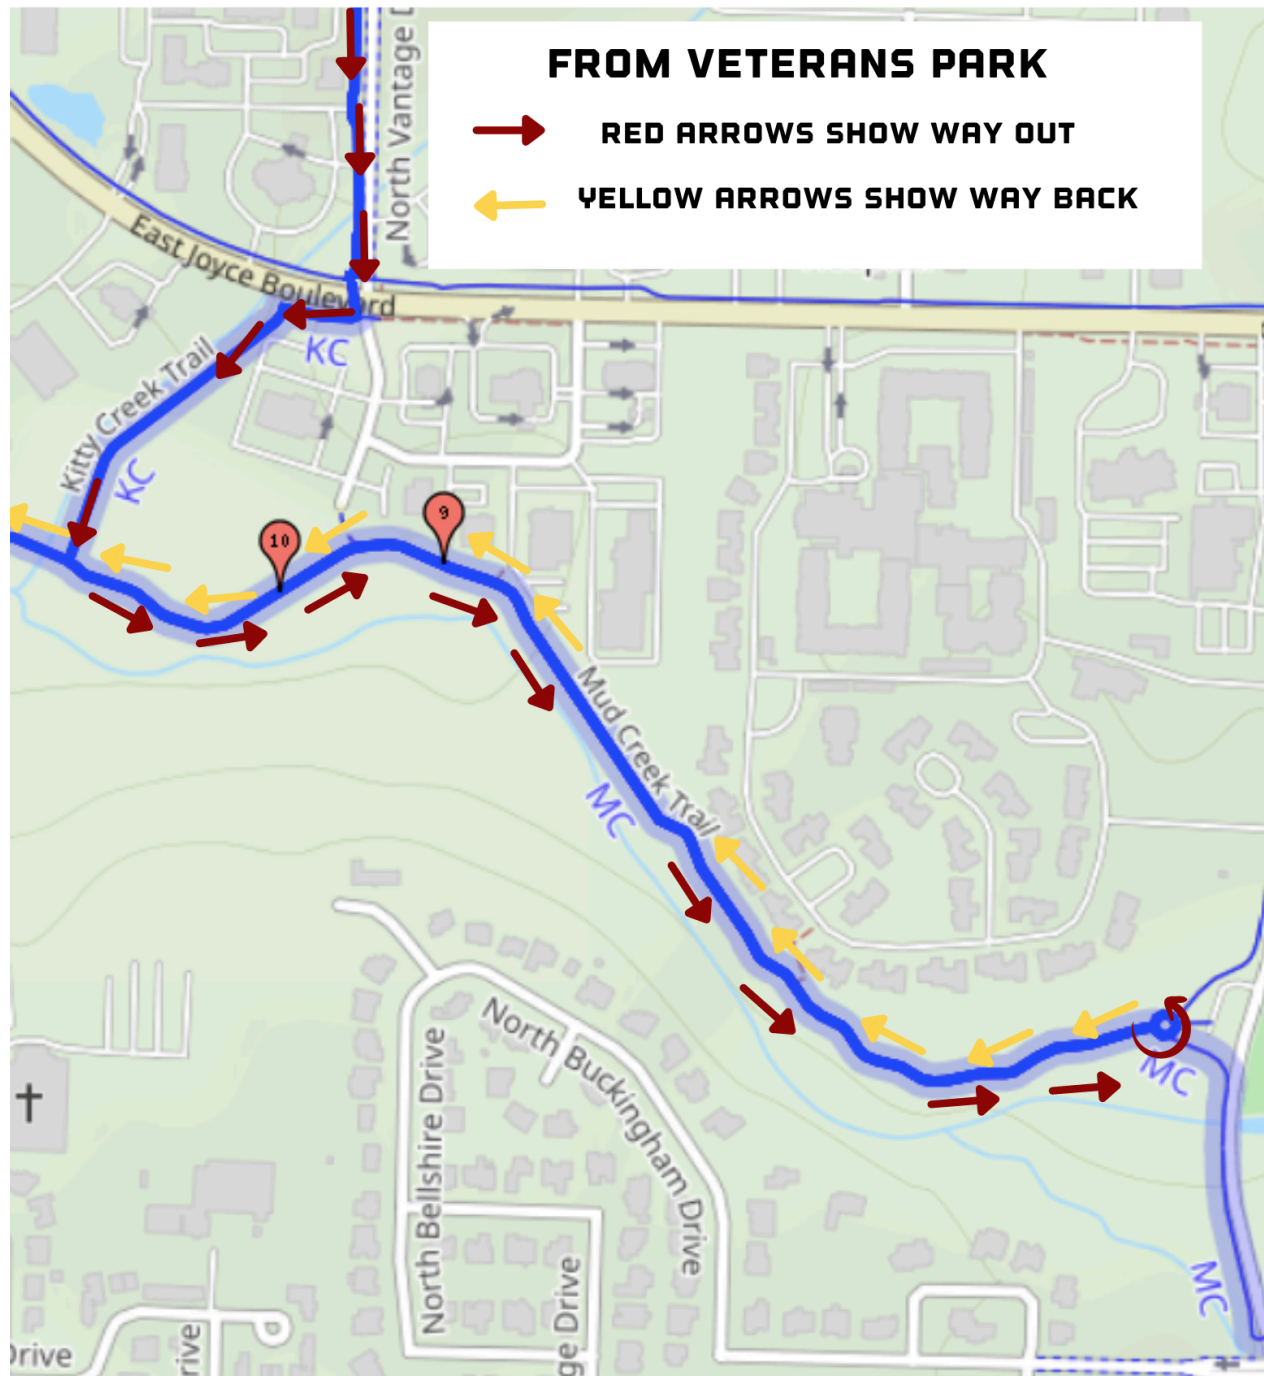 FROM VETERANS PARK
RED ARROWS SHOW WAY OUT
YELLOW ARROWS SHOW WAY BACK
North Vantage D
East Joyce Boulevard
KC
Kitty Creek Trail
KC
9
10
Mud Creek Trail
MC
MC
North Buckingham Drive
North Bellshire Drive
MC
ge Drive
Drive
rive